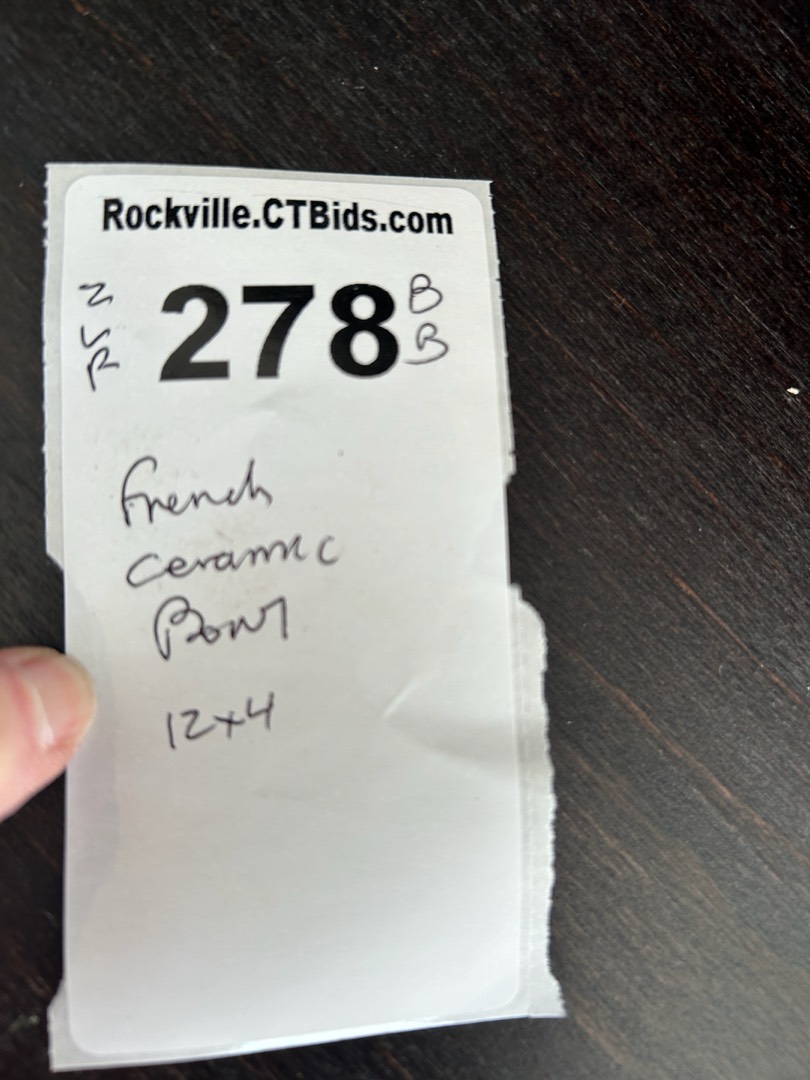 Rockville.CTBids.com
278
B
B
French
ceramic
Bowl
12x4